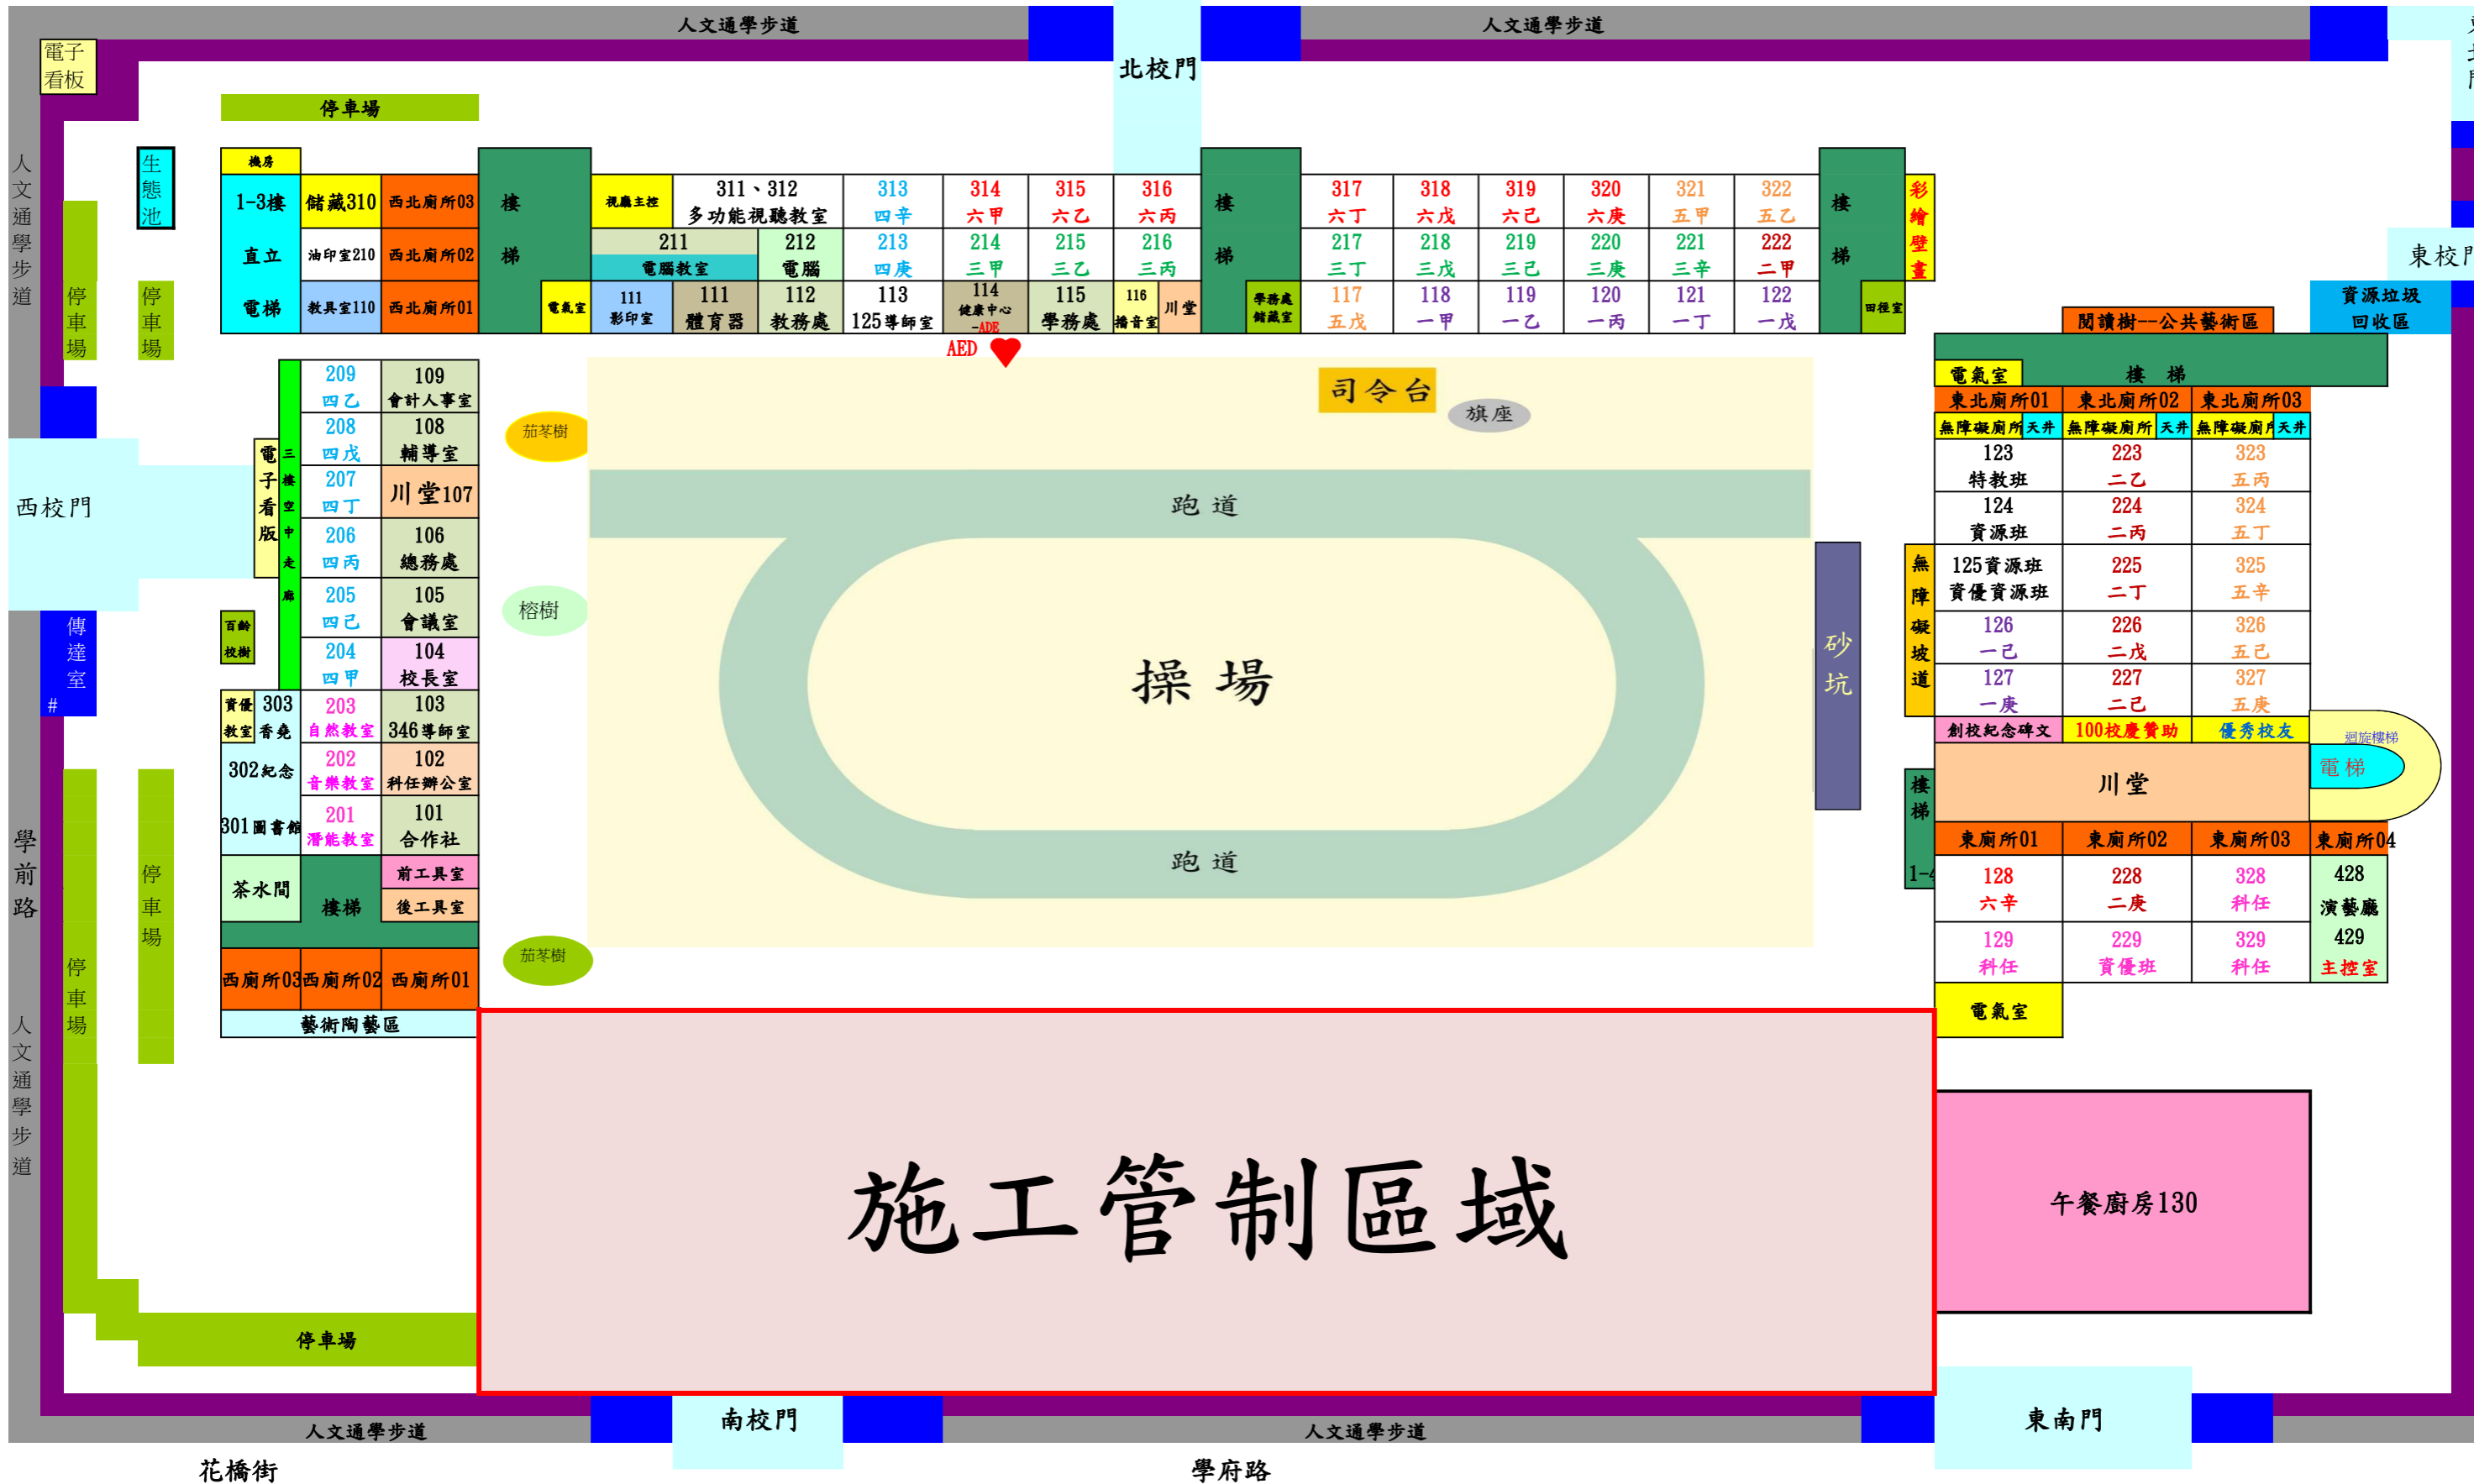 人文通學步道
人文通學步道
北校門
電子
看板
停車場
人文通學步道
生態池
停車場
停車場
機房
1-3樓
直立
電梯
儲藏310
西北廁所03
油印室210
西北廁所02
教具室110
西北廁所01
樓梯
電氣室
視廳主控
311、312
多功能視聽教室
313
四辛
314
六甲
315
六乙
316
六丙
樓梯
317
六丁
318
六戊
319
六己
320
六庚
321
五甲
322
五乙
樓梯
彩繪壁畫
211
電腦教室
212
電腦
213
四庚
214
三甲
215
三乙
216
三丙
217
三丁
218
三戊
219
三己
220
三庚
221
三辛
222
二甲
111
影印室
111
體育器
112
教務處
113
125導師室
114
健康中心
-ADE
115
學務處
116
播音室
川堂
學務處
儲藏室
117
五戊
118
一甲
119
一乙
120
一丙
121
一丁
122
一戊
田徑室
東校門
資源垃圾
回收區
閱讀樹--公共藝術區
AED
司令台
旗座
茄苳樹
榕樹
茄苳樹
跑道
操場
跑道
砂坑
西校門
電子看版
三樓空中走廊
209
四乙
109
會計人事室
208
四戊
108
輔導室
207
四丁
川堂107
206
四丙
106
總務處
205
四己
105
會議室
204
四甲
104
校長室
百齡
校樹
傳達室
#
資優
教室
303
香堯
203
自然教室
103
346導師室
302紀念
202
音樂教室
102
科任辦公室
301圖書館
201
潛能教室
101
合作社
茶水間
樓梯
前工具室
後工具室
西廁所03
西廁所02
西廁所01
藝術陶藝區
學前路
停車場
停車場
人文通學步道
停車場
電氣室
樓梯
東北廁所01
東北廁所02
東北廁所03
無障礙廁所
天井
無障礙廁所
天井
無障礙廁
天井
123
特教班
223
二乙
323
五丙
124
資源班
224
二丙
324
五丁
125資源班
資優資源班
225
二丁
325
五辛
126
一己
226
二戊
326
五己
127
一庚
227
二己
327
五庚
無障礙坡道
創校紀念碑文
100校慶贊助
優秀校友
迴旋樓梯
電梯
川堂
樓梯
東廁所01
東廁所02
東廁所03
東廁所04
128
六辛
228
二庚
328
科任
428
演藝廳
129
科任
229
資優班
329
科任
429
主控室
電氣室
施工管制區域
午餐廚房130
南校門
東南門
人文通學步道
人文通學步道
花橋街
學府路